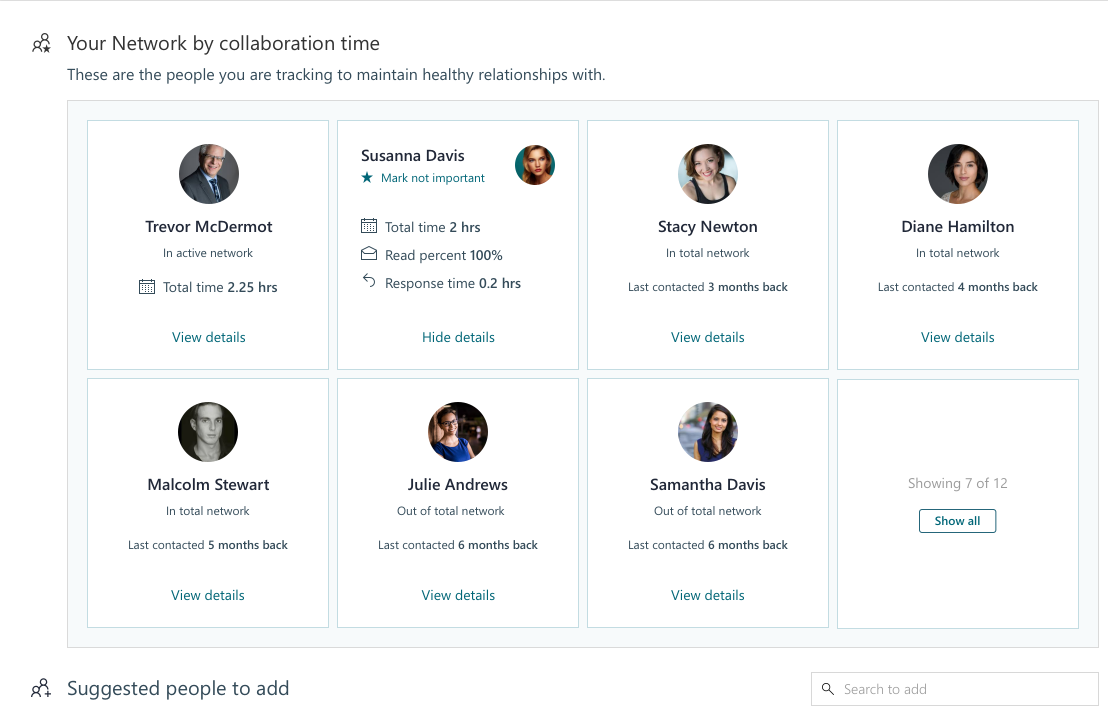 Your Network by collaboration time
These are the people you are tracking to maintain healthy relationships with.
Trevor McDermot
In active network
Total time 2.25 hrs
View details
Susanna Davis
Mark not important
Total time 2 hrs
Read percent 100%
Response time 0.2 hrs
Hide details
Stacy Newton
In total network
Last contacted 3 months back
View details
Diane Hamilton
In total network
Last contacted 4 months back
View details
Malcolm Stewart
In total network
Last contacted 5 months back
View details
Julie Andrews
Out of total network
Last contacted 6 months back
View details
Samantha Davis
Out of total network
Last contacted 6 months back
View details
Showing 7 of 12
Show all
Suggested people to add
Search to add